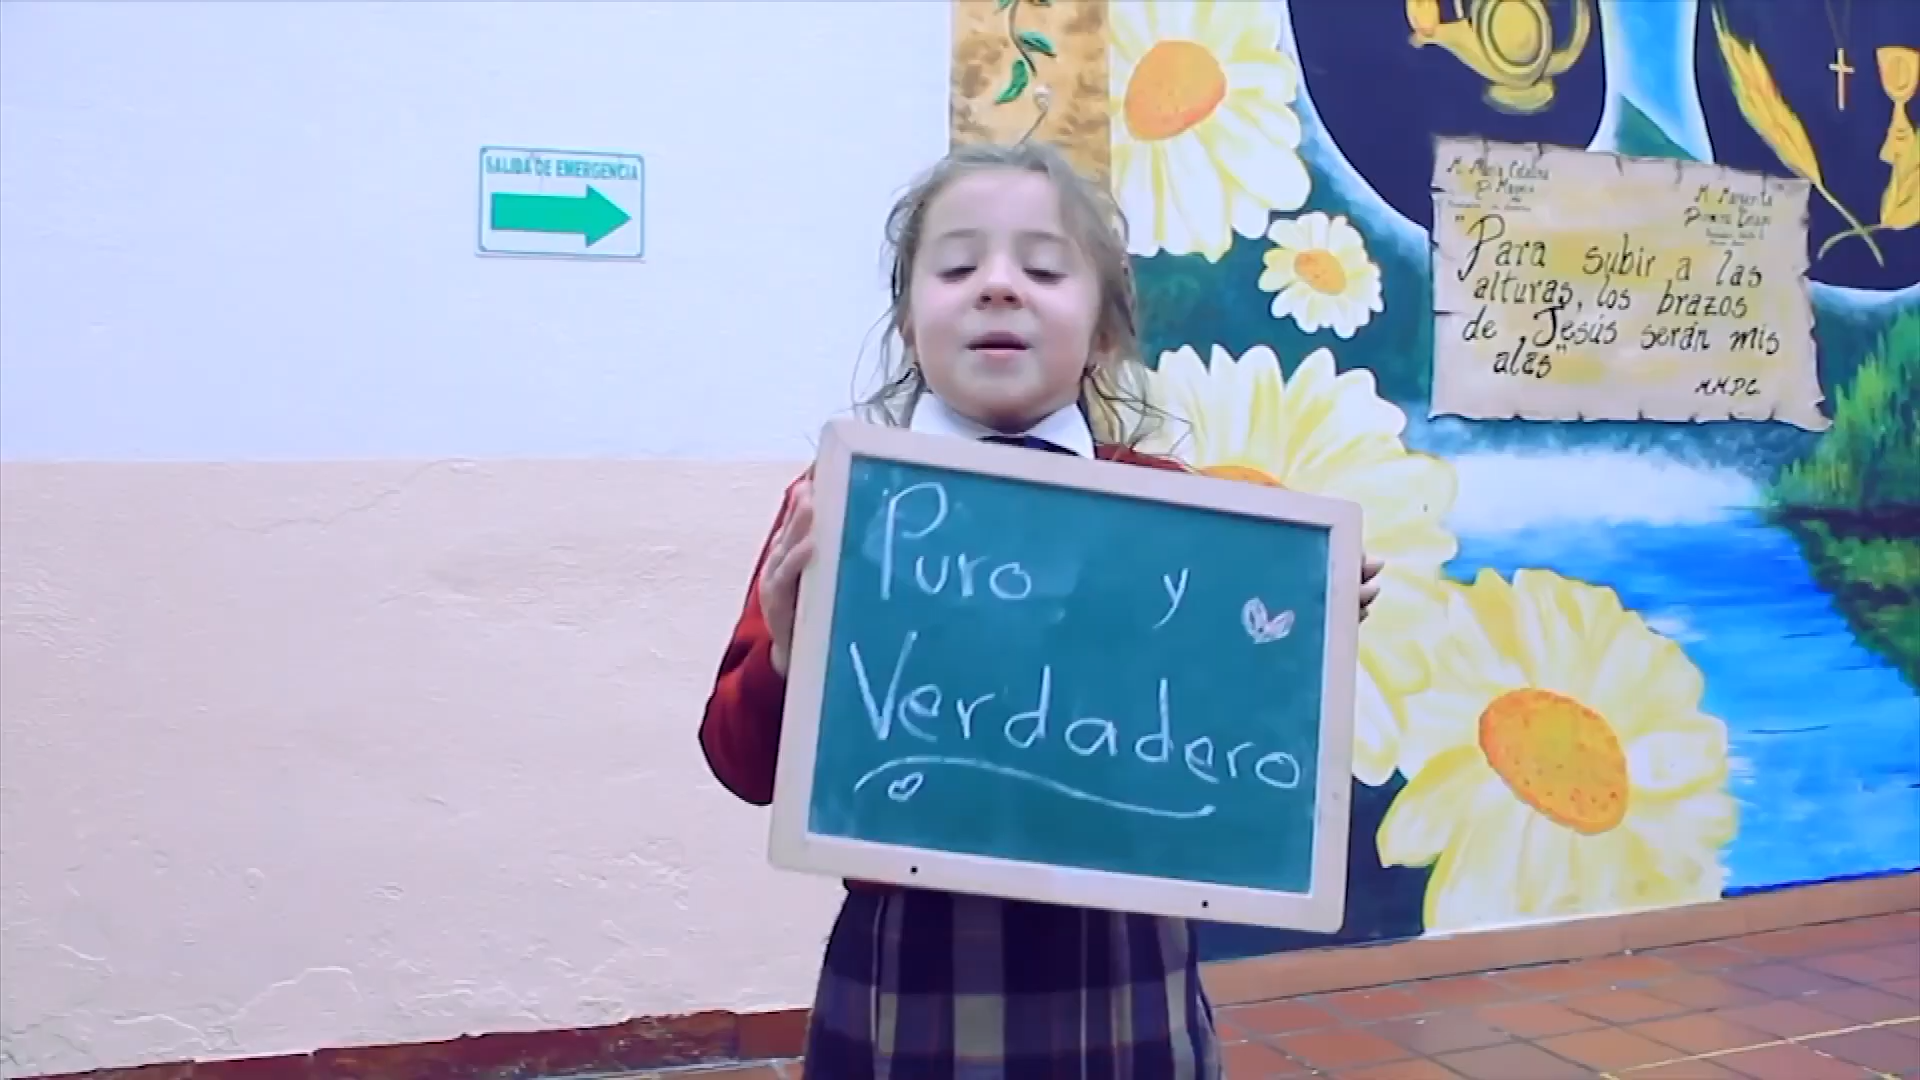 SALIDA DE EMERGENCIA
"Para subir a las
alturas, los brazos
de Jesús serán mis
alas"
Puro y
Verdadero